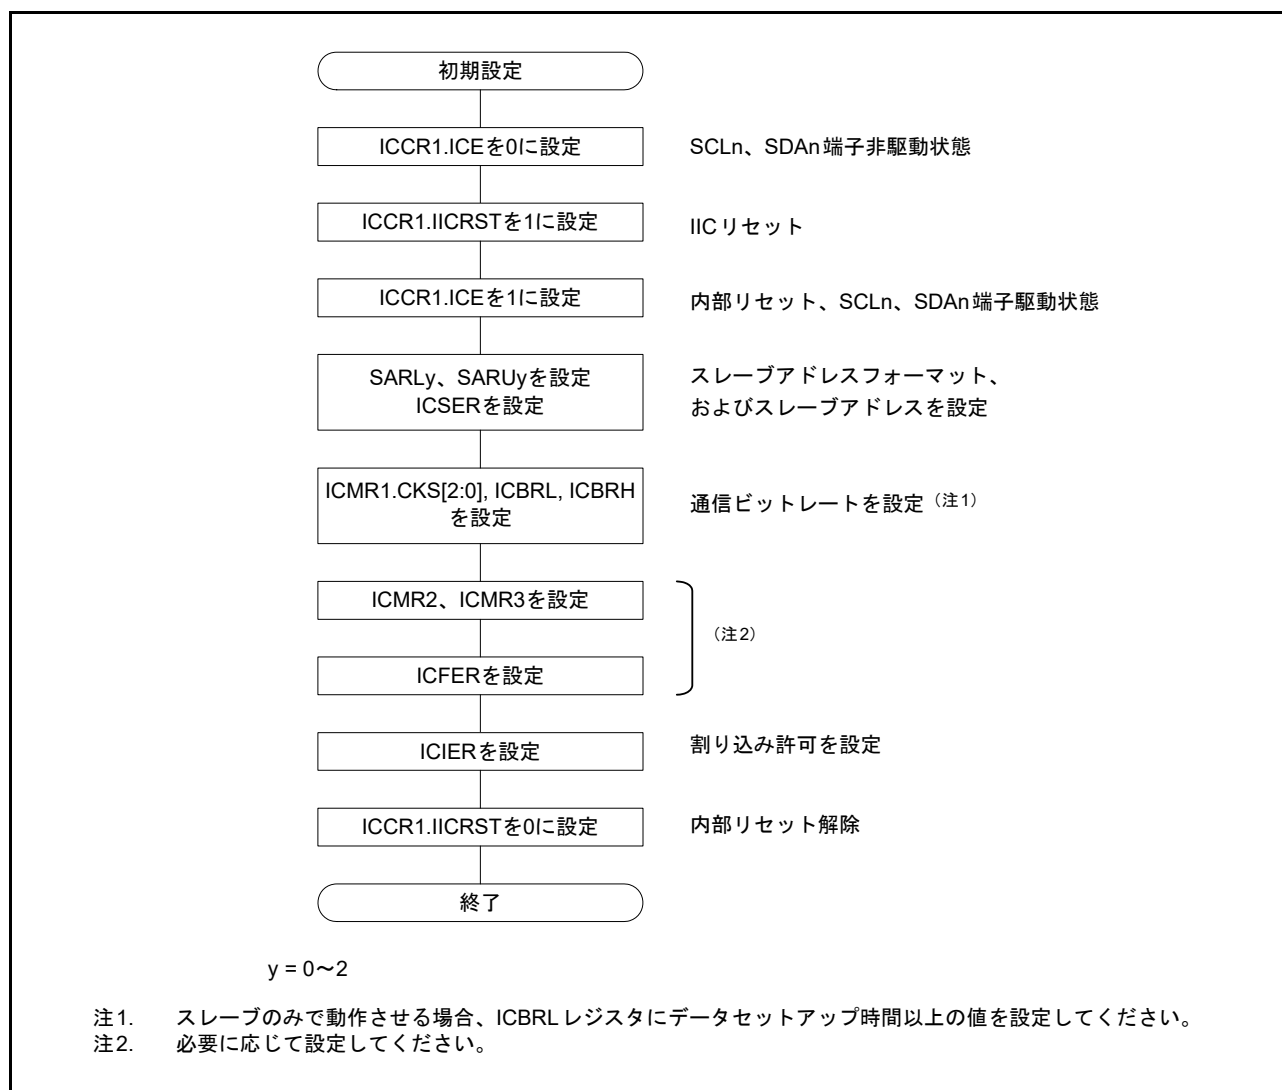 初期設定
ICCR1.ICEを0に設定
SCLn、SDAn端子非駆動状態
ICCR1.IICRSTを1に設定
IICリセット
ICCR1.ICEを1に設定
内部リセット、SCLn、SDAn端子駆動状態
SARLy、SARUyを設定
ICSERを設定
スレーブアドレスフォーマット、
およびスレーブアドレスを設定
ICMR1.CKS[2:0], ICBRL, ICBRH
を設定
通信ビットレートを設定（注1）
ICMR2、ICMR3を設定
（注2）
ICFERを設定
ICIERを設定
割り込み許可を設定
ICCR1.IICRSTを0に設定
内部リセット解除
終了
y = 0～2
注1. スレーブのみで動作させる場合、ICBRLレジスタにデータセットアップ時間以上の値を設定してください。
注2. 必要に応じて設定してください。